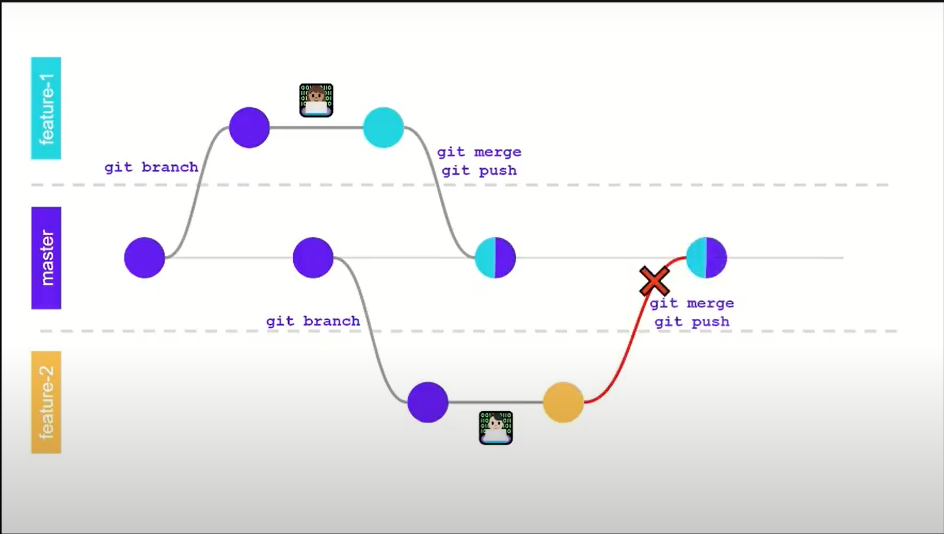 feature-1
git branch
git merge
git push
master
git branch
git merge
git push
feature-2